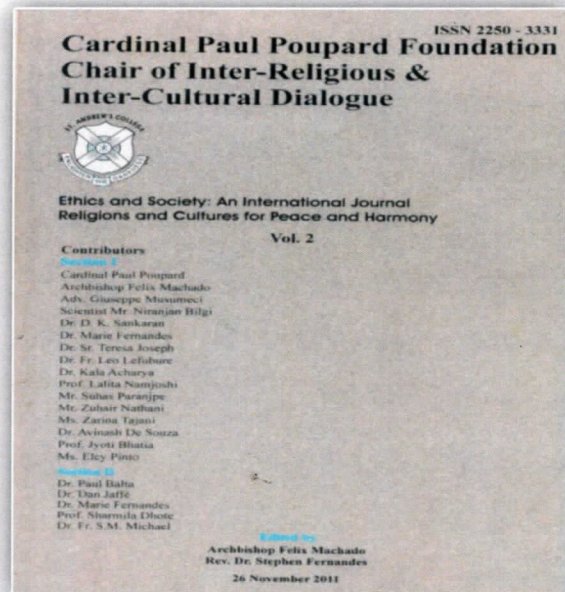 ISSN 2250 - 3331
Cardinal Paul Poupard Foundation
Chair of Inter-Religious &
Inter-Cultural Dialogue
ST. ANDREW'S COLLEGE
Ethics and Society: An International Journal
Religions and Cultures for Peace and Harmony
Vol. 2
Contributors
Section I
Cardinal Paul Poupard
Archbishop Felix Machado
Adv. Giuseppe Musumeci
Scientist Mr. Niranjan Bilgi
Dr. D. K. Sankaran
Dr. Marie Fernandes
Dr. Sr. Teresa Joseph
Dr. Fr. Leo Lefebure
Dr. Kala Acharya
Prof. Lalita Namjoshi
Mr. Suhas Paranjpe
Mr. Zuhair Nathani
Ms. Zarina Tajani
Dr. Avinash De Souza
Prof. Jyoti Bhatia
Ms. Elcy Pinto
Section II
Dr. Paul Balta
Dr. Dan Jaffé
Dr. Marie Fernandes
Prof. Sharmila Dhote
Dr. Fr. S.M. Michael
Edited by
Archbishop Felix Machado
Rev. Dr. Stephen Fernandes
26 November 2011